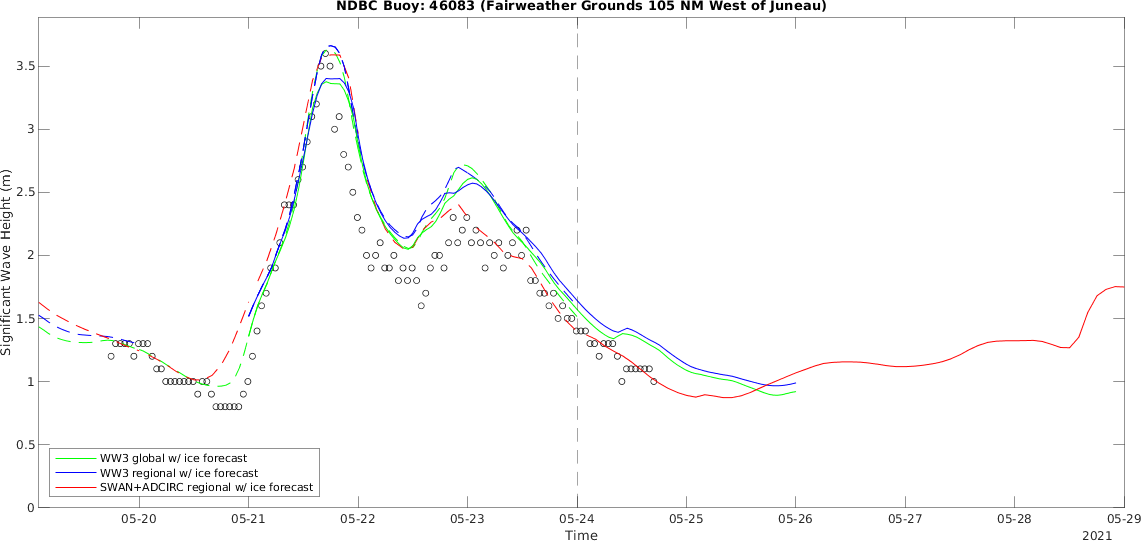 NDBC Buoy: 46083 (Fairweather Grounds 105 NM West of Juneau)
Significant Wave Height (m)
3.5
3
2.5
2
1.5
1
0.5
0
WW3 global w/ ice forecast
WW3 regional w/ ice forecast
SWAN+ADCIRC regional w/ ice forecast
05-20 05-21 05-22 05-23 05-24 05-25 05-26 05-27 05-28 05-29
Time
2021